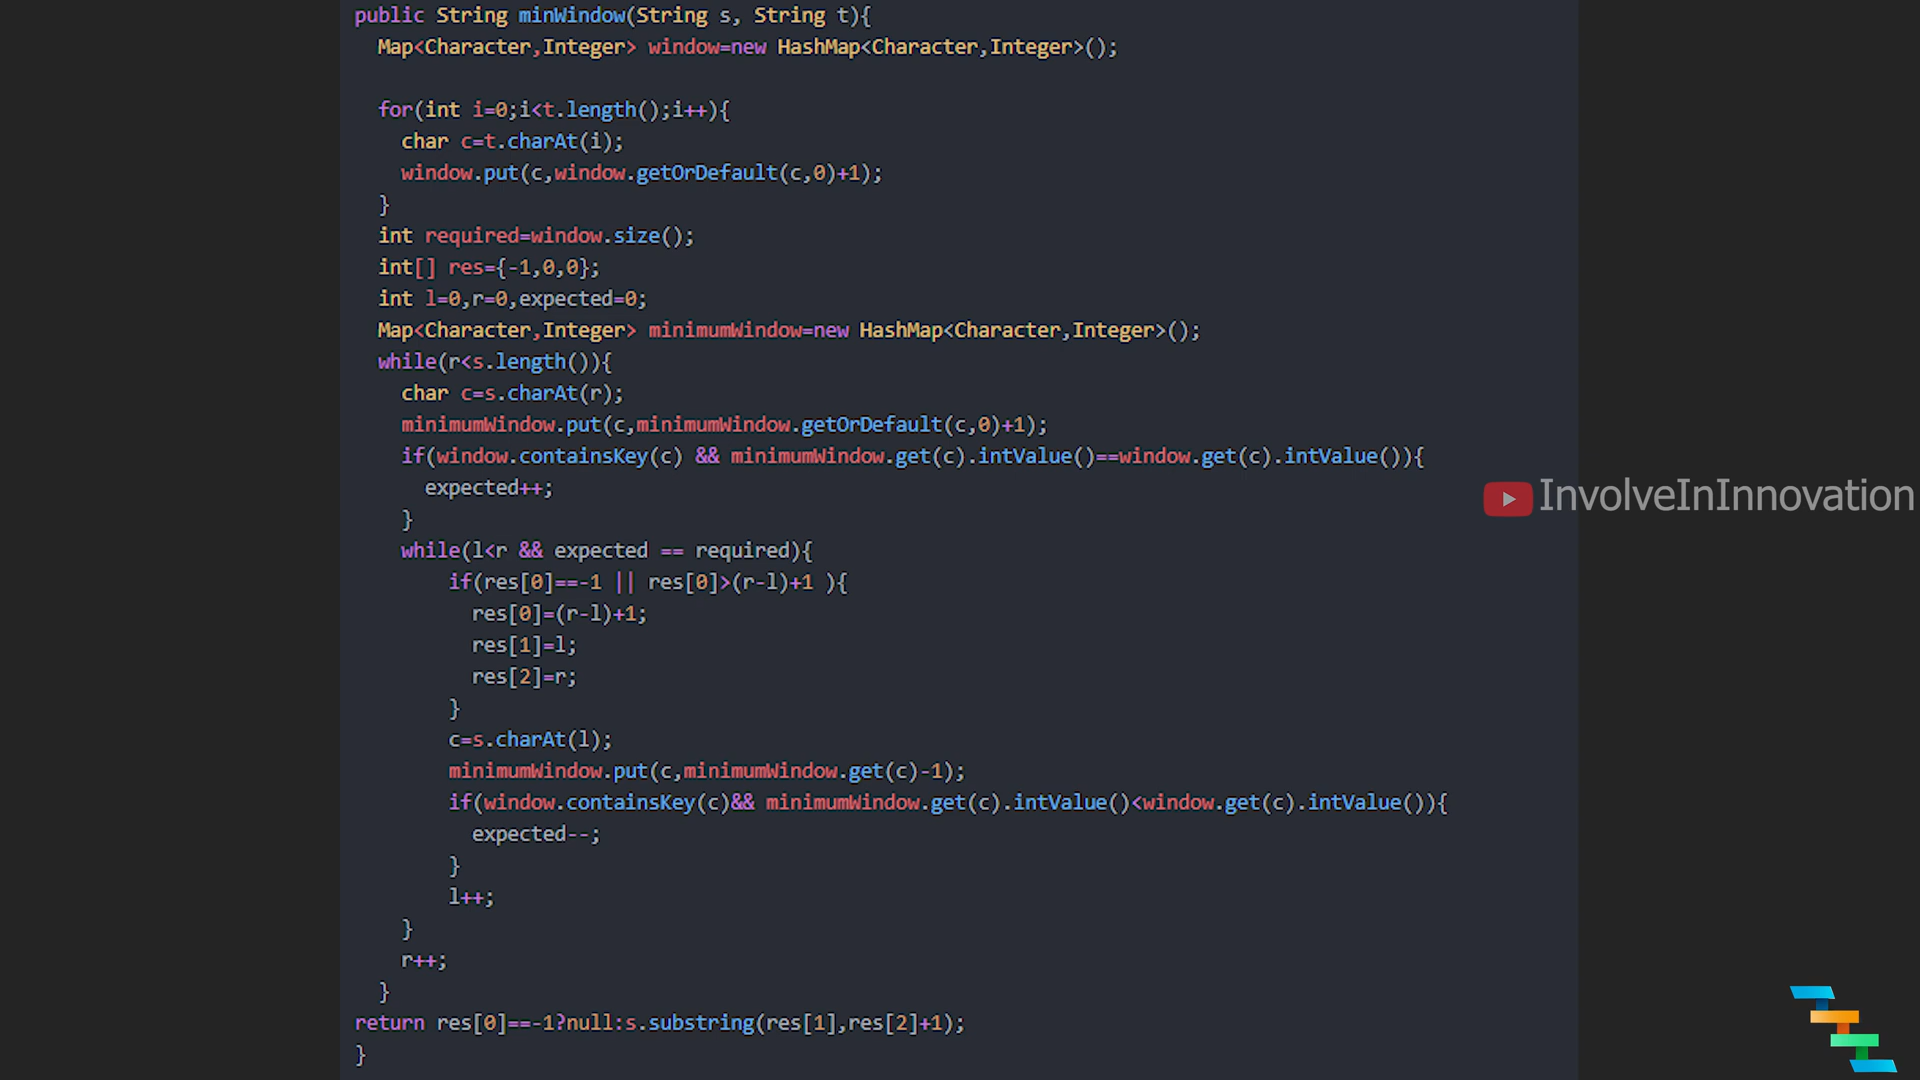 public String minWindow(String s, String t){
  Map<Character,Integer> window=new HashMap<Character,Integer>();

  for(int i=0;i<t.length();i++){
    char c=t.charAt(i);
    window.put(c,window.getOrDefault(c,0)+1);
  }
  int required=window.size();
  int[] res={-1,0,0};
  int l=0,r=0,expected=0;
  Map<Character,Integer> minimumWindow=new HashMap<Character,Integer>();
  while(r<s.length()){
    char c=s.charAt(r);
    minimumWindow.put(c,minimumWindow.getOrDefault(c,0)+1);
    if(window.containsKey(c) && minimumWindow.get(c).intValue()==window.get(c).intValue()){
      expected++;
    }
    while(l<r && expected == required){
        if(res[0]==-1 || res[0]>(r-l)+1 ){
          res[0]=(r-l)+1;
          res[1]=l;
          res[2]=r;
        }
        c=s.charAt(l);
        minimumWindow.put(c,minimumWindow.get(c)-1);
        if(window.containsKey(c)&& minimumWindow.get(c).intValue()<window.get(c).intValue()){
          expected--;
        }
        l++;
    }
    r++;
  }
return res[0]==-1?null:s.substring(res[1],res[2]+1);
}
InvolveInInnovation